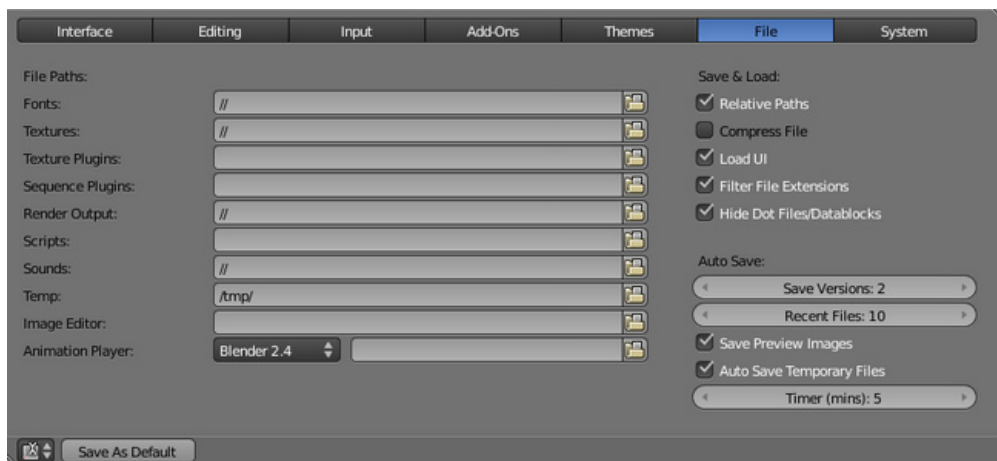 Interface Editing Input Add-Ons Themes File System
File Paths:
Fonts: //
Textures: //
Texture Plugins:
Sequence Plugins:
Render Output: //
Scripts:
Sounds: //
Temp: /tmp/
Image Editor:
Animation Player: Blender 2.4
Save & Load:
Relative Paths
Compress File
Load UI
Filter File Extensions
Hide Dot Files/Datablocks
Auto Save:
Save Versions: 2
Recent Files: 10
Save Preview Images
Auto Save Temporary Files
Timer (mins): 5
Save As Default